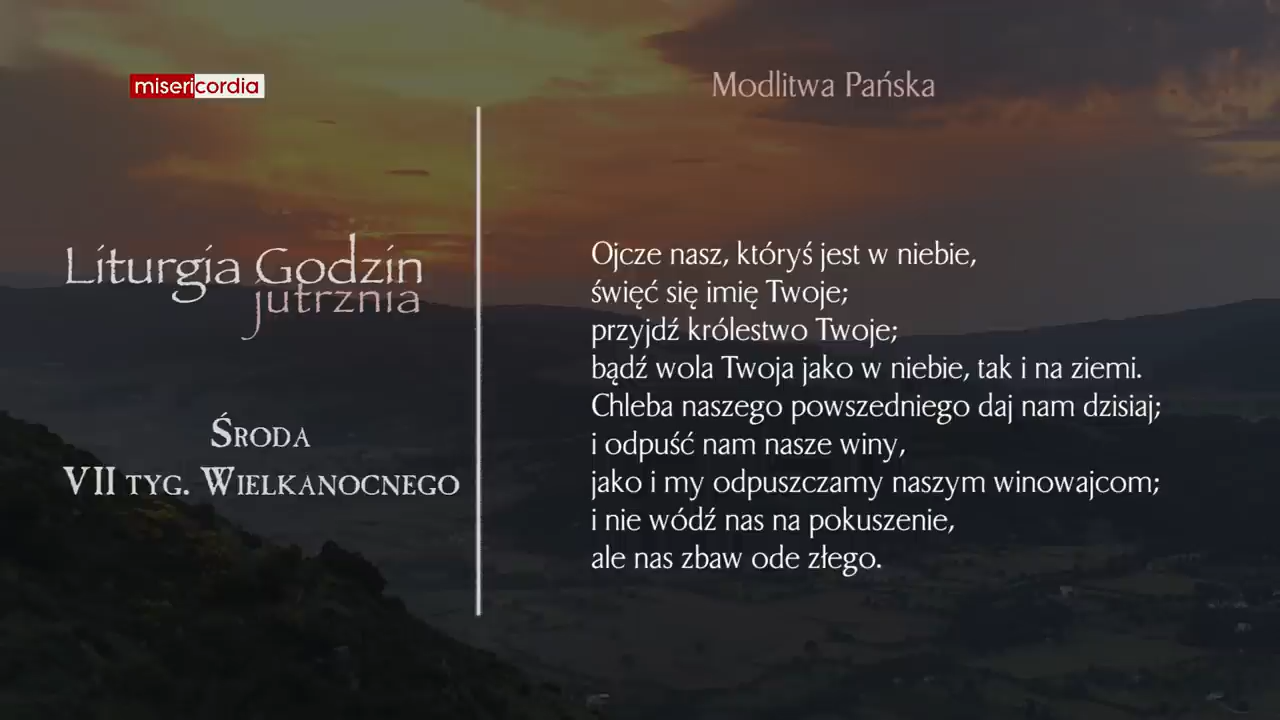 misericordia
Liturgia Godzin
jutrznia
Środa
VII tyg. Wielkanocnego
Modlitwa Pańska
Ojcze nasz, któryś jest w niebie,
święć się imię Twoje;
przyjdź królestwo Twoje;
bądź wola Twoja jako w niebie, tak i na ziemi.
Chleba naszego powszedniego daj nam dzisiaj;
i odpuść nam nasze winy,
jako i my odpuszczamy naszym winowajcom;
i nie wódź nas na pokuszenie,
ale nas zbaw ode złego.